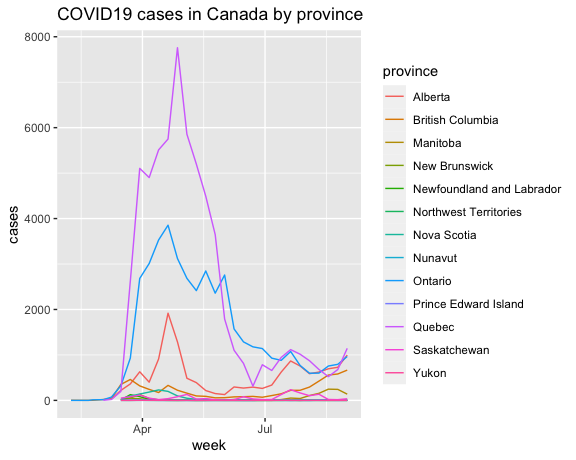 COVID19 cases in Canada by province
8000
6000
4000
2000
0
cases
Apr
Jul
week
province
Alberta
British Columbia
Manitoba
New Brunswick
Newfoundland and Labrador
Northwest Territories
Nova Scotia
Nunavut
Ontario
Prince Edward Island
Quebec
Saskatchewan
Yukon